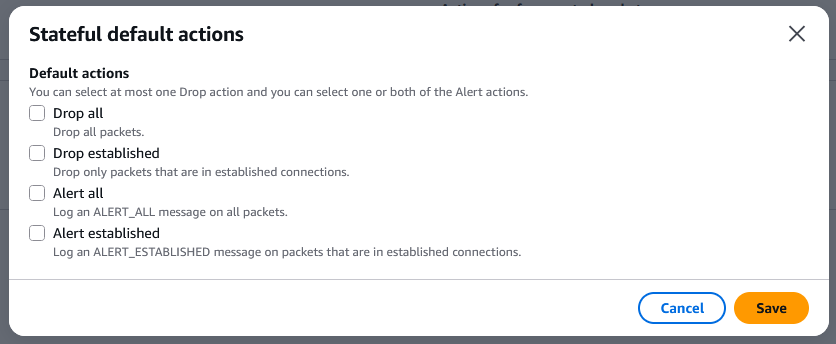 Stateful default actions
Default actions
You can select at most one Drop action and you can select one or both of the Alert actions.
Drop all
Drop all packets.
Drop established
Drop only packets that are in established connections.
Alert all
Log an ALERT_ALL message on all packets.
Alert established
Log an ALERT_ESTABLISHED message on packets that are in established connections.
Cancel Save